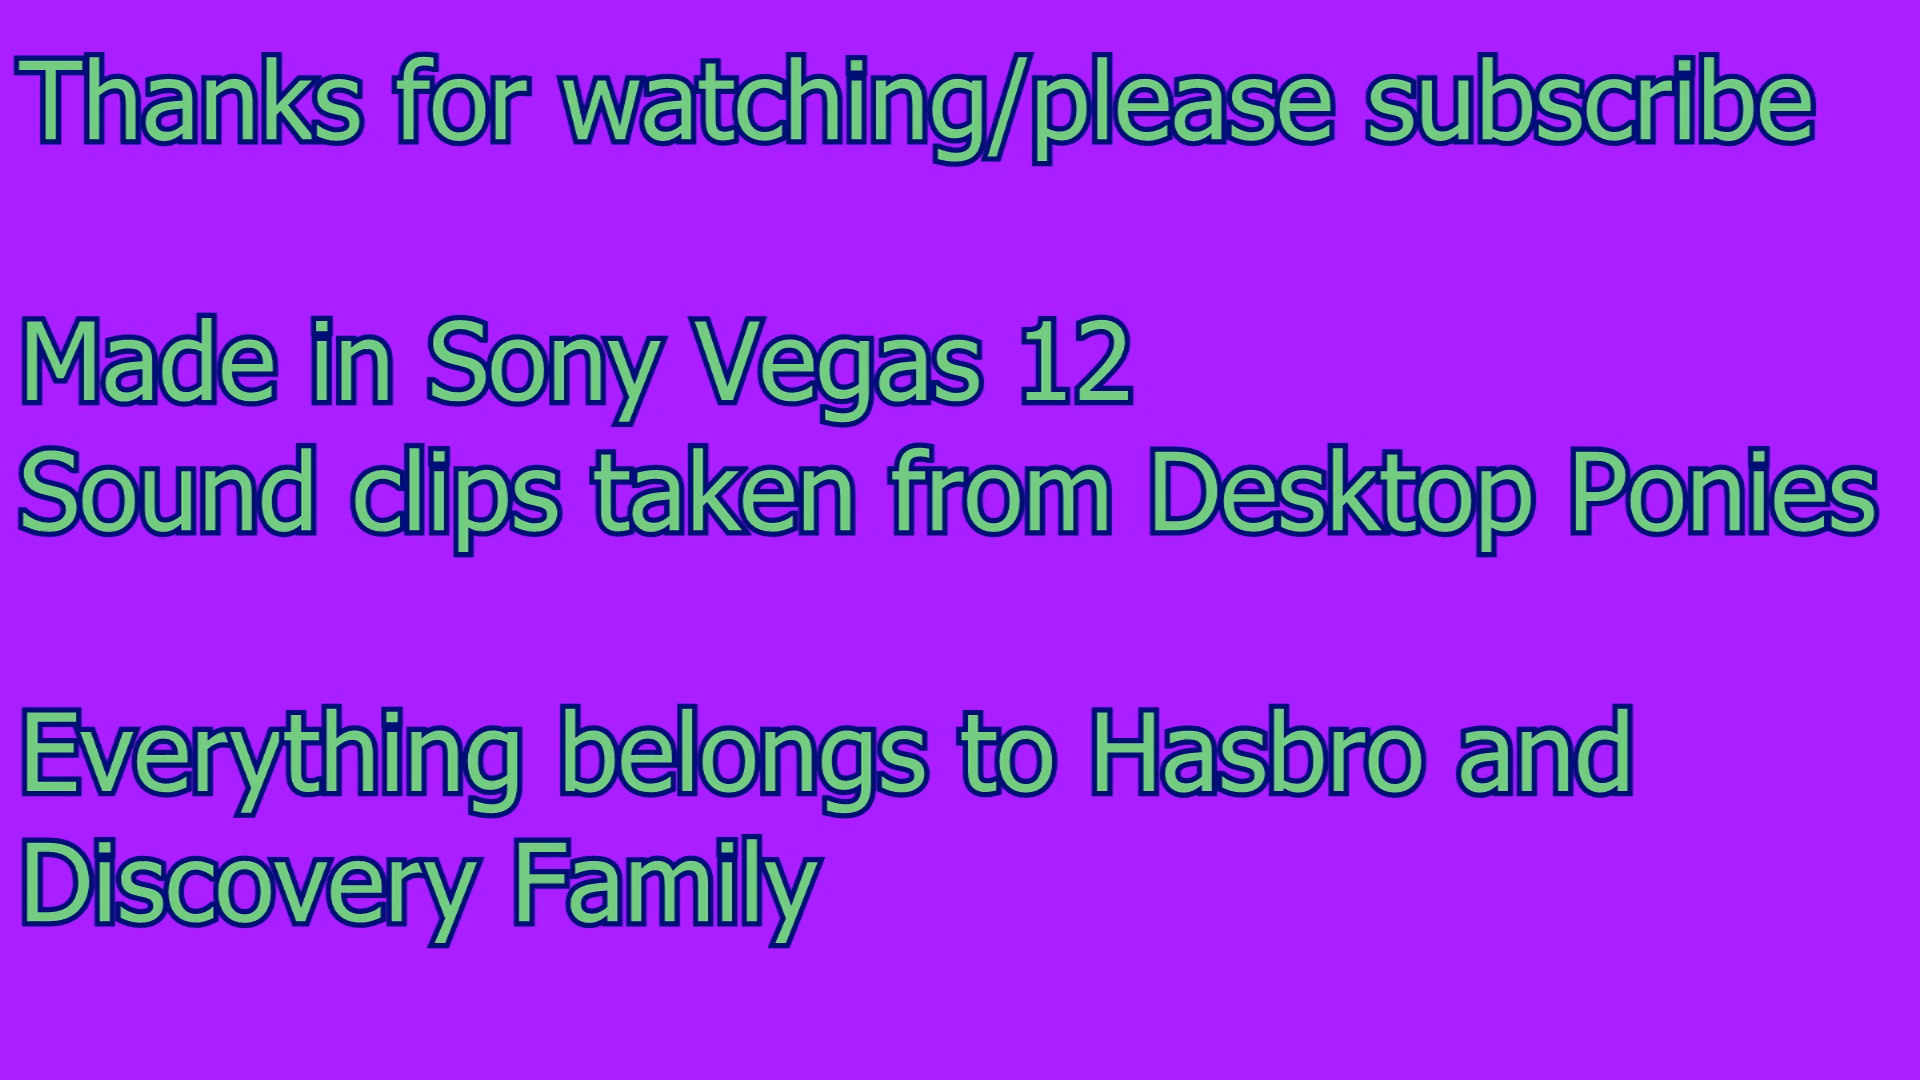 Thanks for watching/please subscribe
Made in Sony Vegas 12
Sound clips taken from Desktop Ponies
Everything belongs to Hasbro and
Discovery Family